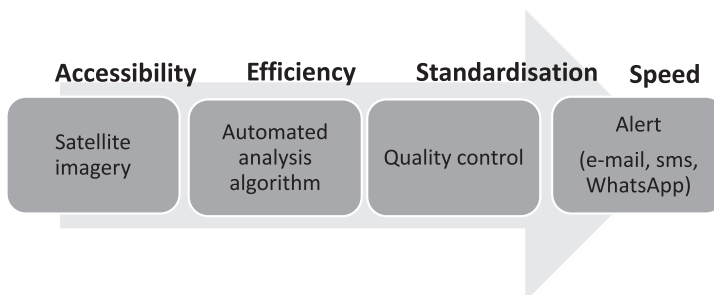 Accessibility
Efficiency
Standardisation
Speed
Satellite
imagery
Automated
analysis
algorithm
Quality control
Alert
(e-mail, sms,
WhatsApp)